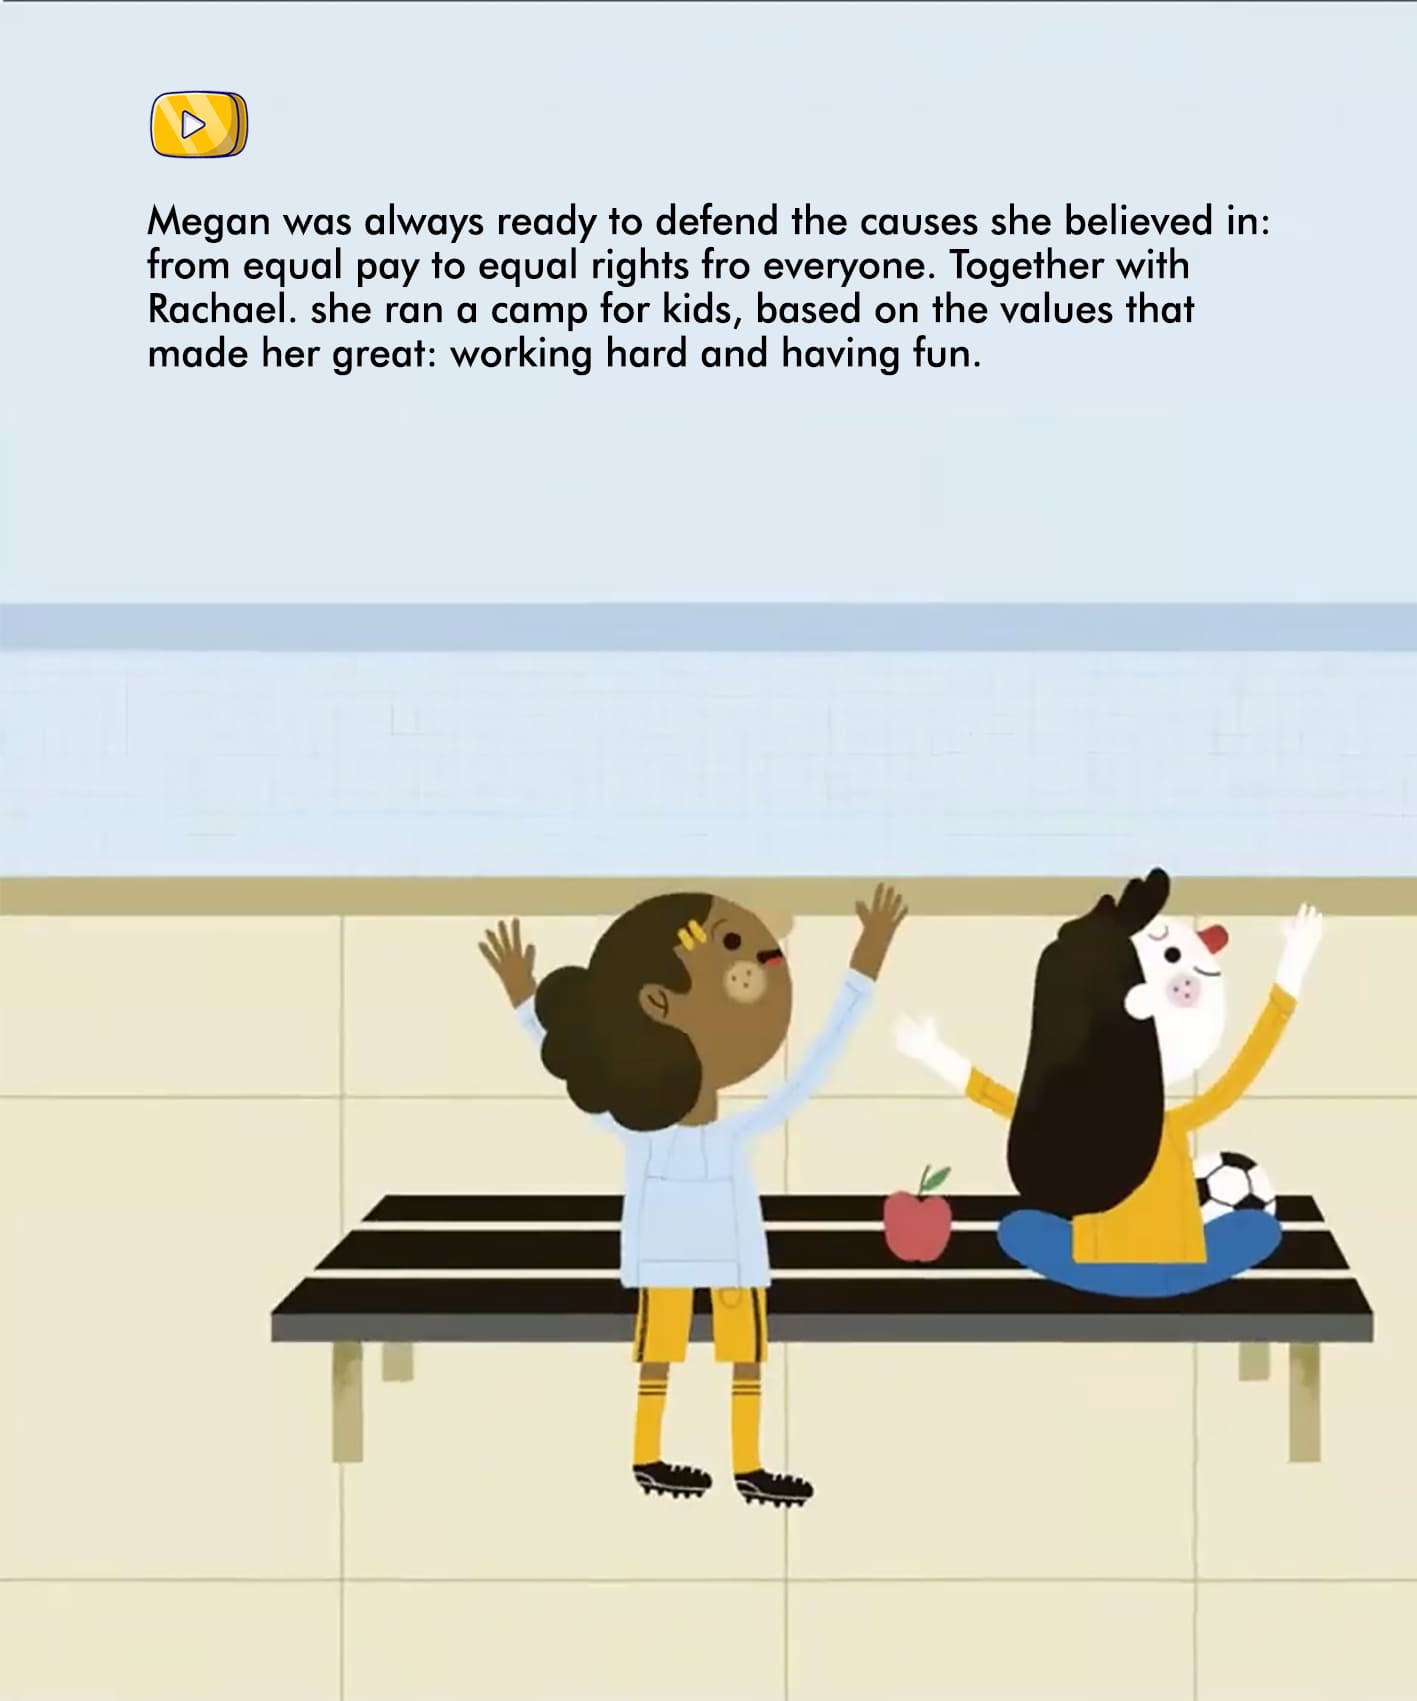 Megan was always ready to defend the causes she believed in:
from equal pay to equal rights fro everyone. Together with
Rachael. she ran a camp for kids, based on the values that
made her great: working hard and having fun.